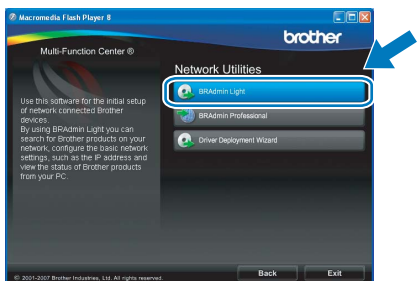 Macromedia Flash Player 8
brother
Multi-Function Center ®
Network Utilities
BRAdmin Light
BRAdmin Professional
Driver Deployment Wizard
Use this software for the initial setup
of network connected Brother
devices.
By using BRAdmin Light you can
search for Brother products on your
network, configure the basic network
settings, such as the IP address and
view the status of Brother products
from your PC.
Back
Exit
© 2001-2007 Brother Industries, Ltd. All rights reserved.